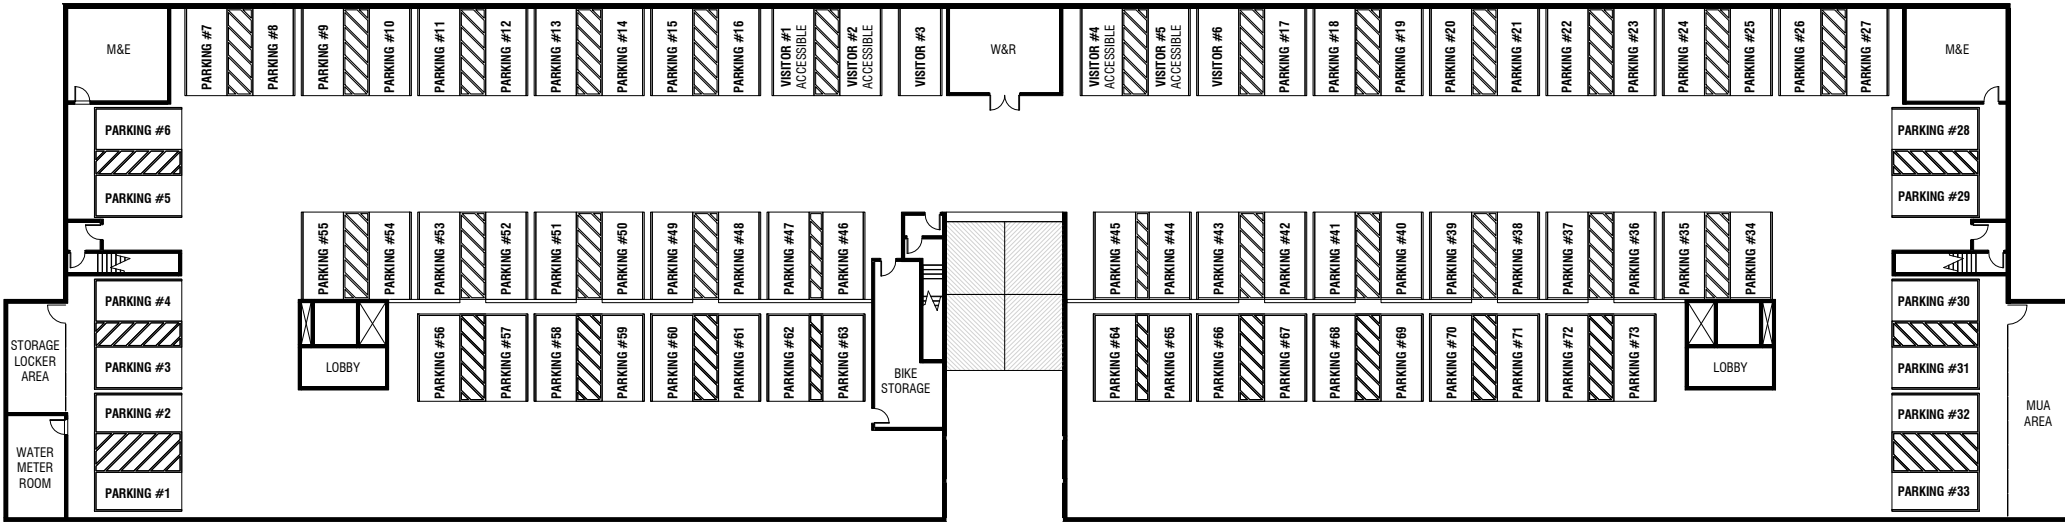 M&E
PARKING #7
PARKING #8
PARKING #9
PARKING #10
PARKING #11
PARKING #12
PARKING #13
PARKING #14
PARKING #15
PARKING #16
VISITOR #1
ACCESSIBLE
VISITOR #2
ACCESSIBLE
VISITOR #3
W&R
VISITOR #4
ACCESSIBLE
VISITOR #5
ACCESSIBLE
VISITOR #6
PARKING #17
PARKING #18
PARKING #19
PARKING #20
PARKING #21
PARKING #22
PARKING #23
PARKING #24
PARKING #25
PARKING #26
PARKING #27
M&E
PARKING #6
PARKING #5
PARKING #28
PARKING #29
PARKING #55
PARKING #54
PARKING #53
PARKING #52
PARKING #51
PARKING #50
PARKING #49
PARKING #48
PARKING #47
PARKING #46
PARKING #45
PARKING #44
PARKING #43
PARKING #42
PARKING #41
PARKING #40
PARKING #39
PARKING #38
PARKING #37
PARKING #36
PARKING #35
PARKING #34
PARKING #4
PARKING #3
PARKING #30
PARKING #31
STORAGE
LOCKER
AREA
LOBBY
PARKING #56
PARKING #57
PARKING #58
PARKING #59
PARKING #60
PARKING #61
PARKING #62
PARKING #63
BIKE
STORAGE
PARKING #64
PARKING #65
PARKING #66
PARKING #67
PARKING #68
PARKING #69
PARKING #70
PARKING #71
PARKING #72
PARKING #73
LOBBY
PARKING #2
PARKING #1
PARKING #32
PARKING #33
MUA
AREA
WATER
METER
ROOM